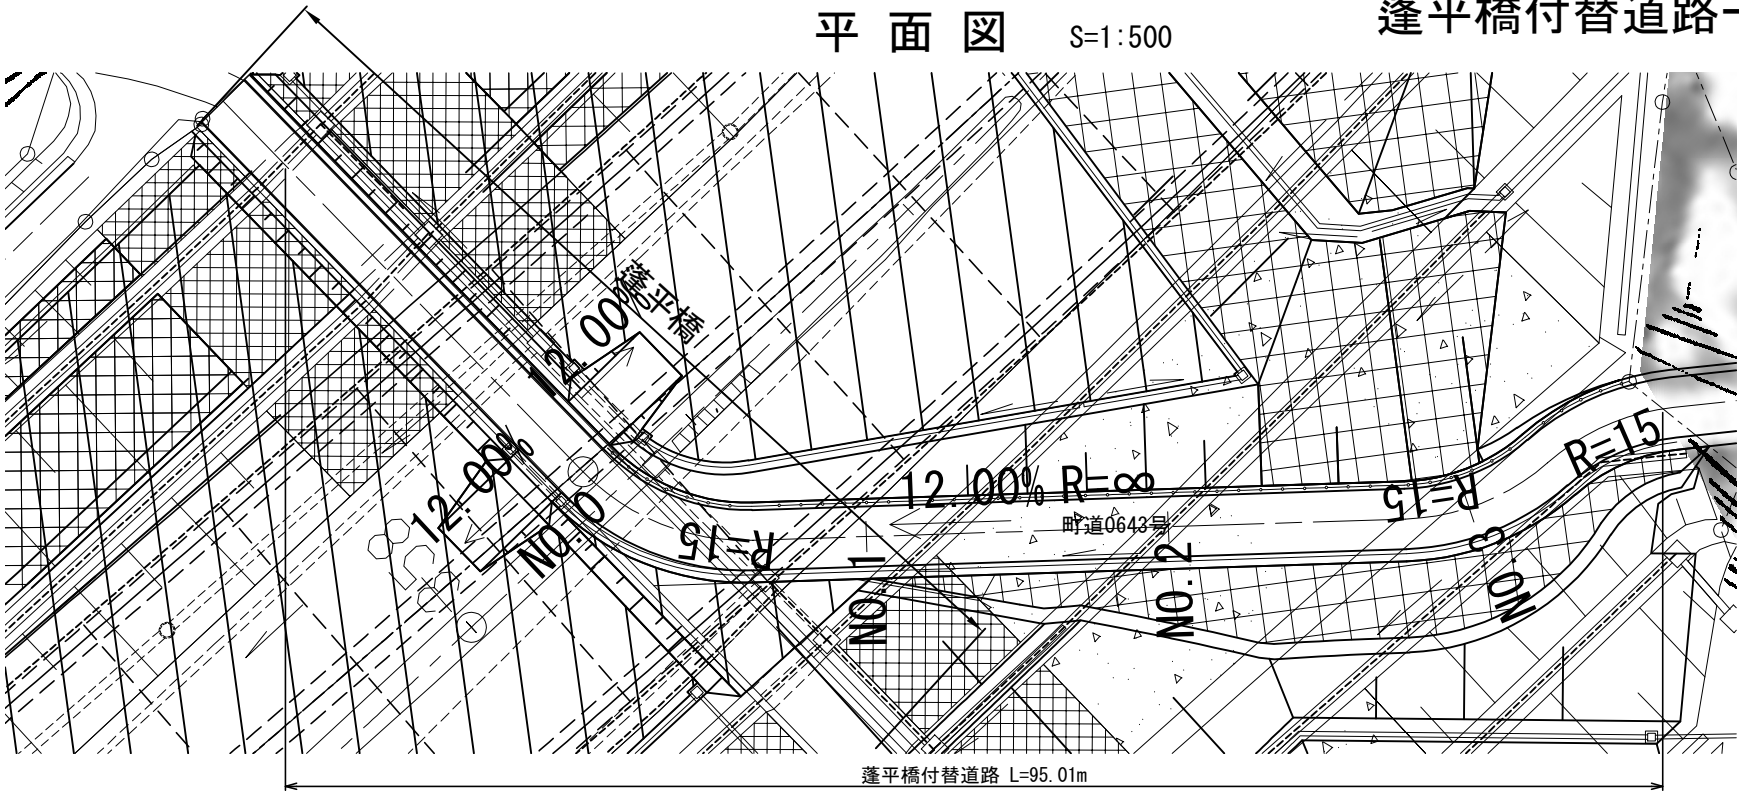 平面図 S=1:500
蓬平橋付替道路
蓬平橋
12.00%
12.00%
NO.0
R=15
NO.1
12.00% R=∞
町道0643号
NO.2
R=15
NO.3
R=15
蓬平橋付替道路 L=95.01m